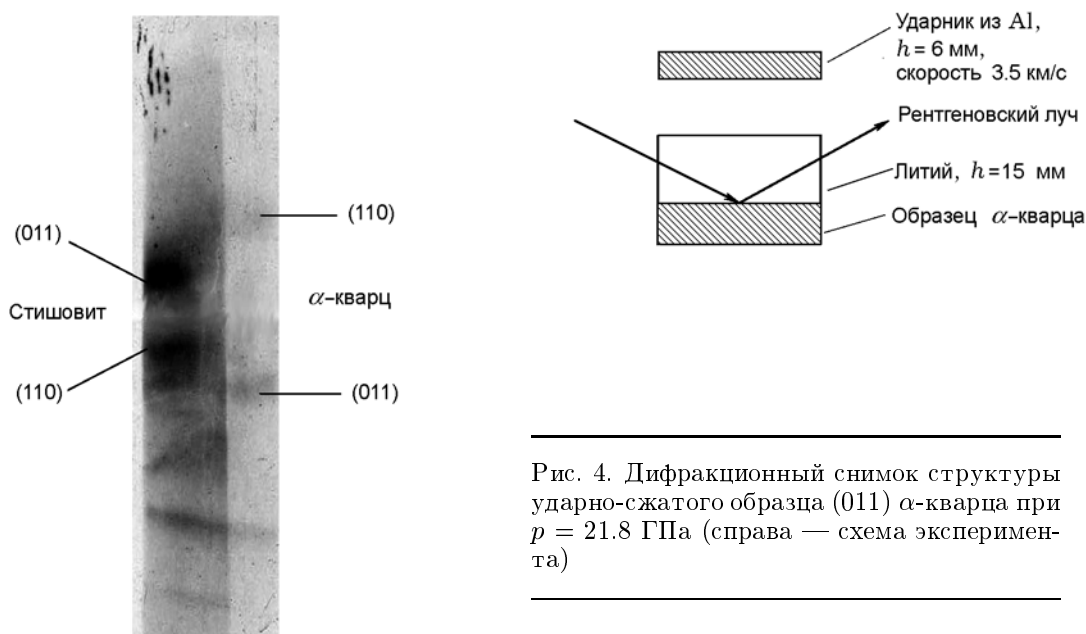 (011)
Стишовит
(110)
(110)
α-кварц
(011)
Ударник из Al,
h = 6 мм,
скорость 3.5 км/с
Рентгеновский луч
Литий, h =15 мм
Образец α-кварца
Рис. 4. Дифракционный снимок структуры
ударно-сжатого образца (011) α-кварца при
p = 21.8 ГПа (справа — схема эксперимен-
та)